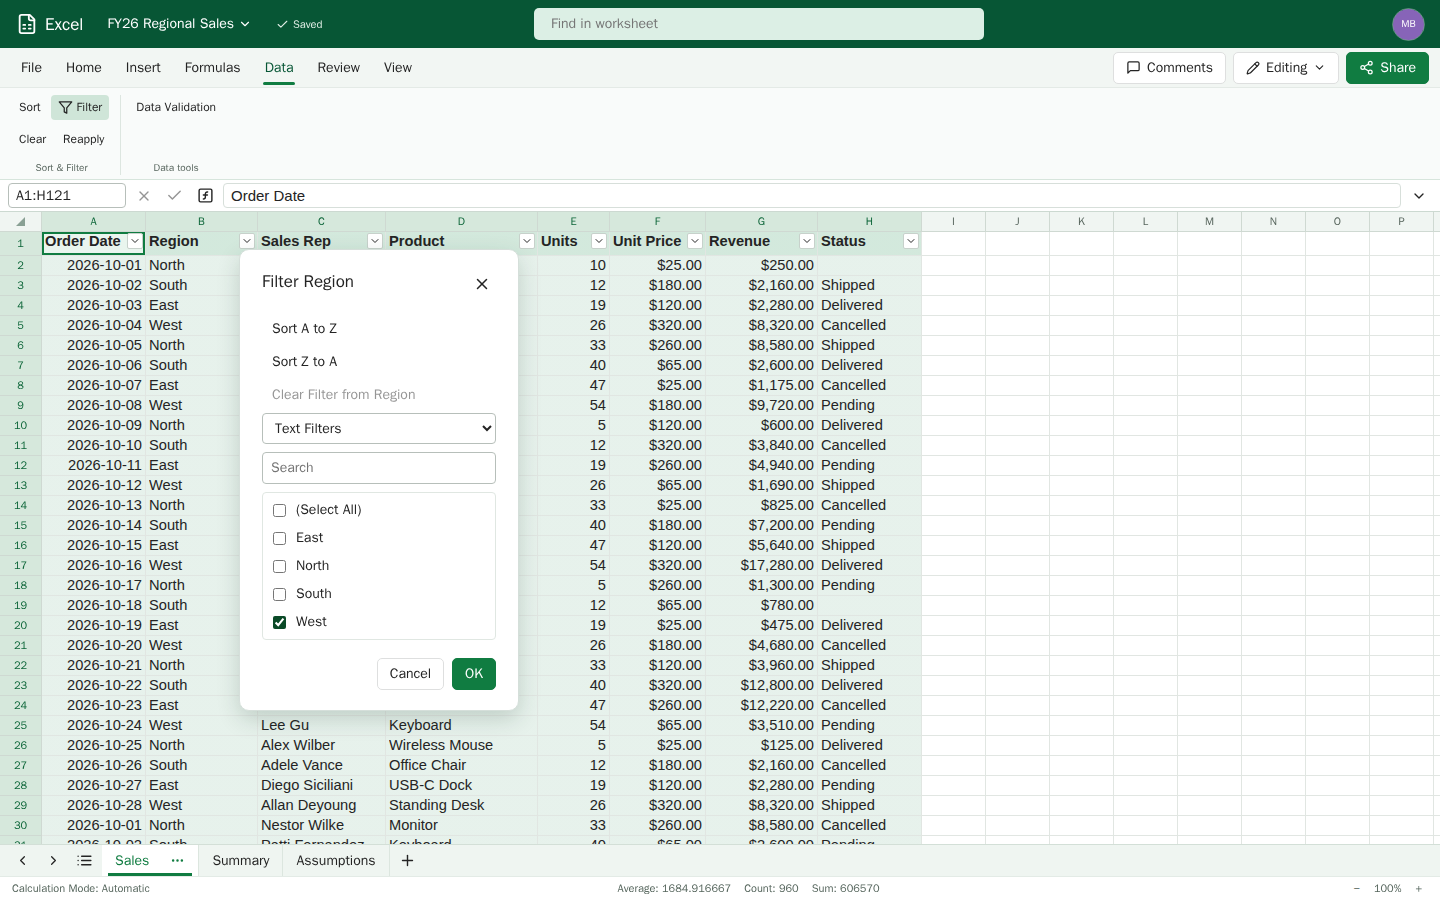 Excel
FY26 Regional Sales
Saved
Find in worksheet
MB
File Home Insert Formulas Data Review View
Comments Editing Share
Sort Filter Data Validation
Clear Reapply
Sort & Filter Data tools
A1:H121 Order Date
A B C D E F G H I J K L M N O P
1 Order Date Region Sales Rep Product Units Unit Price Revenue Status
2 2026-10-01 North 10 $25.00 $250.00
3 2026-10-02 South 12 $180.00 $2,160.00 Shipped
4 2026-10-03 East 19 $120.00 $2,280.00 Delivered
5 2026-10-04 West 26 $320.00 $8,320.00 Cancelled
6 2026-10-05 North 33 $260.00 $8,580.00 Shipped
7 2026-10-06 South 40 $65.00 $2,600.00 Delivered
8 2026-10-07 East 47 $25.00 $1,175.00 Cancelled
9 2026-10-08 West 54 $180.00 $9,720.00 Pending
10 2026-10-09 North 5 $120.00 $600.00 Delivered
11 2026-10-10 South 12 $320.00 $3,840.00 Cancelled
12 2026-10-11 East 19 $260.00 $4,940.00 Pending
13 2026-10-12 West 26 $65.00 $1,690.00 Shipped
14 2026-10-13 North 33 $25.00 $825.00 Cancelled
15 2026-10-14 South 40 $180.00 $7,200.00 Pending
16 2026-10-15 East 47 $120.00 $5,640.00 Shipped
17 2026-10-16 West 54 $320.00 $17,280.00 Delivered
18 2026-10-17 North 5 $260.00 $1,300.00 Pending
19 2026-10-18 South 12 $65.00 $780.00
20 2026-10-19 East 19 $25.00 $475.00 Delivered
21 2026-10-20 West 26 $180.00 $4,680.00 Cancelled
22 2026-10-21 North 33 $120.00 $3,960.00 Shipped
23 2026-10-22 South 40 $320.00 $12,800.00 Delivered
24 2026-10-23 East 47 $260.00 $12,220.00 Cancelled
25 2026-10-24 West Lee Gu Keyboard 54 $65.00 $3,510.00 Pending
26 2026-10-25 North Alex Wilber Wireless Mouse 5 $25.00 $125.00 Delivered
27 2026-10-26 South Adele Vance Office Chair 12 $180.00 $2,160.00 Cancelled
28 2026-10-27 East Diego Siciliani USB-C Dock 19 $120.00 $2,280.00 Pending
29 2026-10-28 West Allan Deyoung Standing Desk 26 $320.00 $8,320.00 Shipped
30 2026-10-01 North Nestor Wilke Monitor 33 $260.00 $8,580.00 Cancelled
Filter Region
Sort A to Z
Sort Z to A
Clear Filter from Region
Text Filters
Search
(Select All)
East
North
South
West
Cancel OK
Sales Summary Assumptions
Calculation Mode: Automatic Average: 1684.916667 Count: 960 Sum: 606570 100%